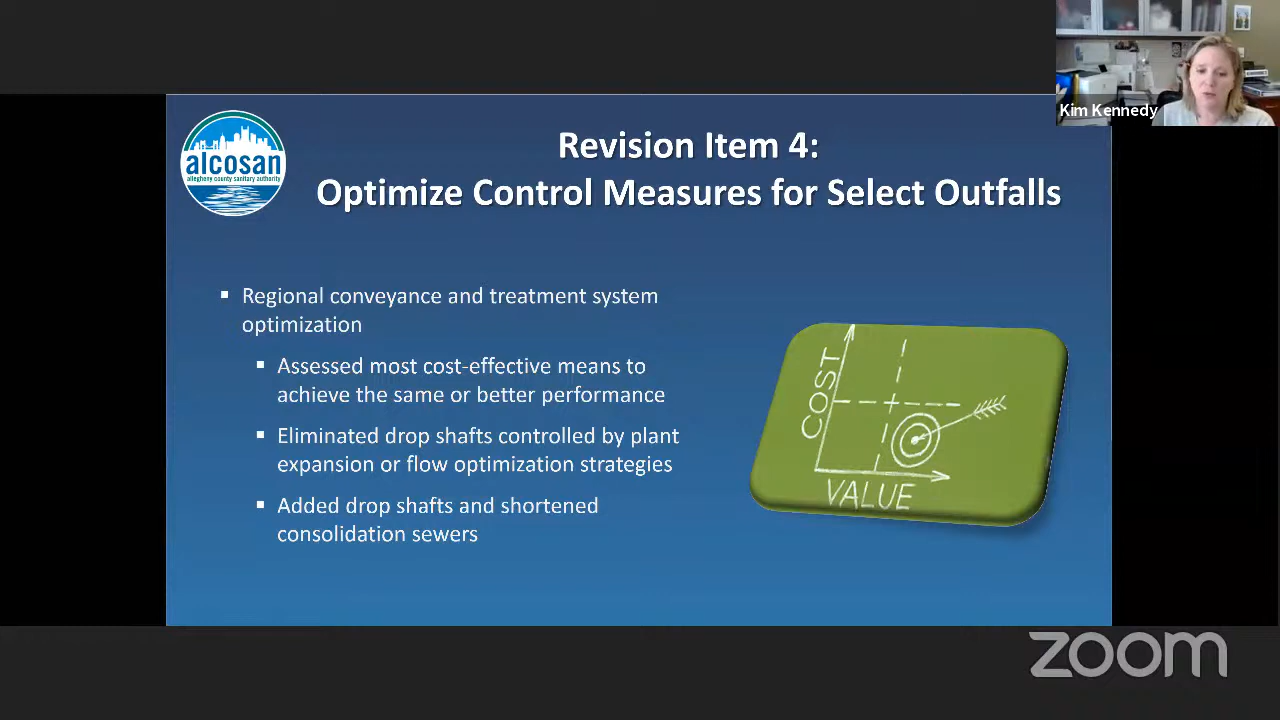 Kim Kennedy
alcosan
allegheny county sanitary authority
Revision Item 4:
Optimize Control Measures for Select Outfalls
Regional conveyance and treatment system
optimization
Assessed most cost-effective means to
achieve the same or better performance
Eliminated drop shafts controlled by plant
expansion or flow optimization strategies
Added drop shafts and shortened
consolidation sewers
COST
VALUE
zoom